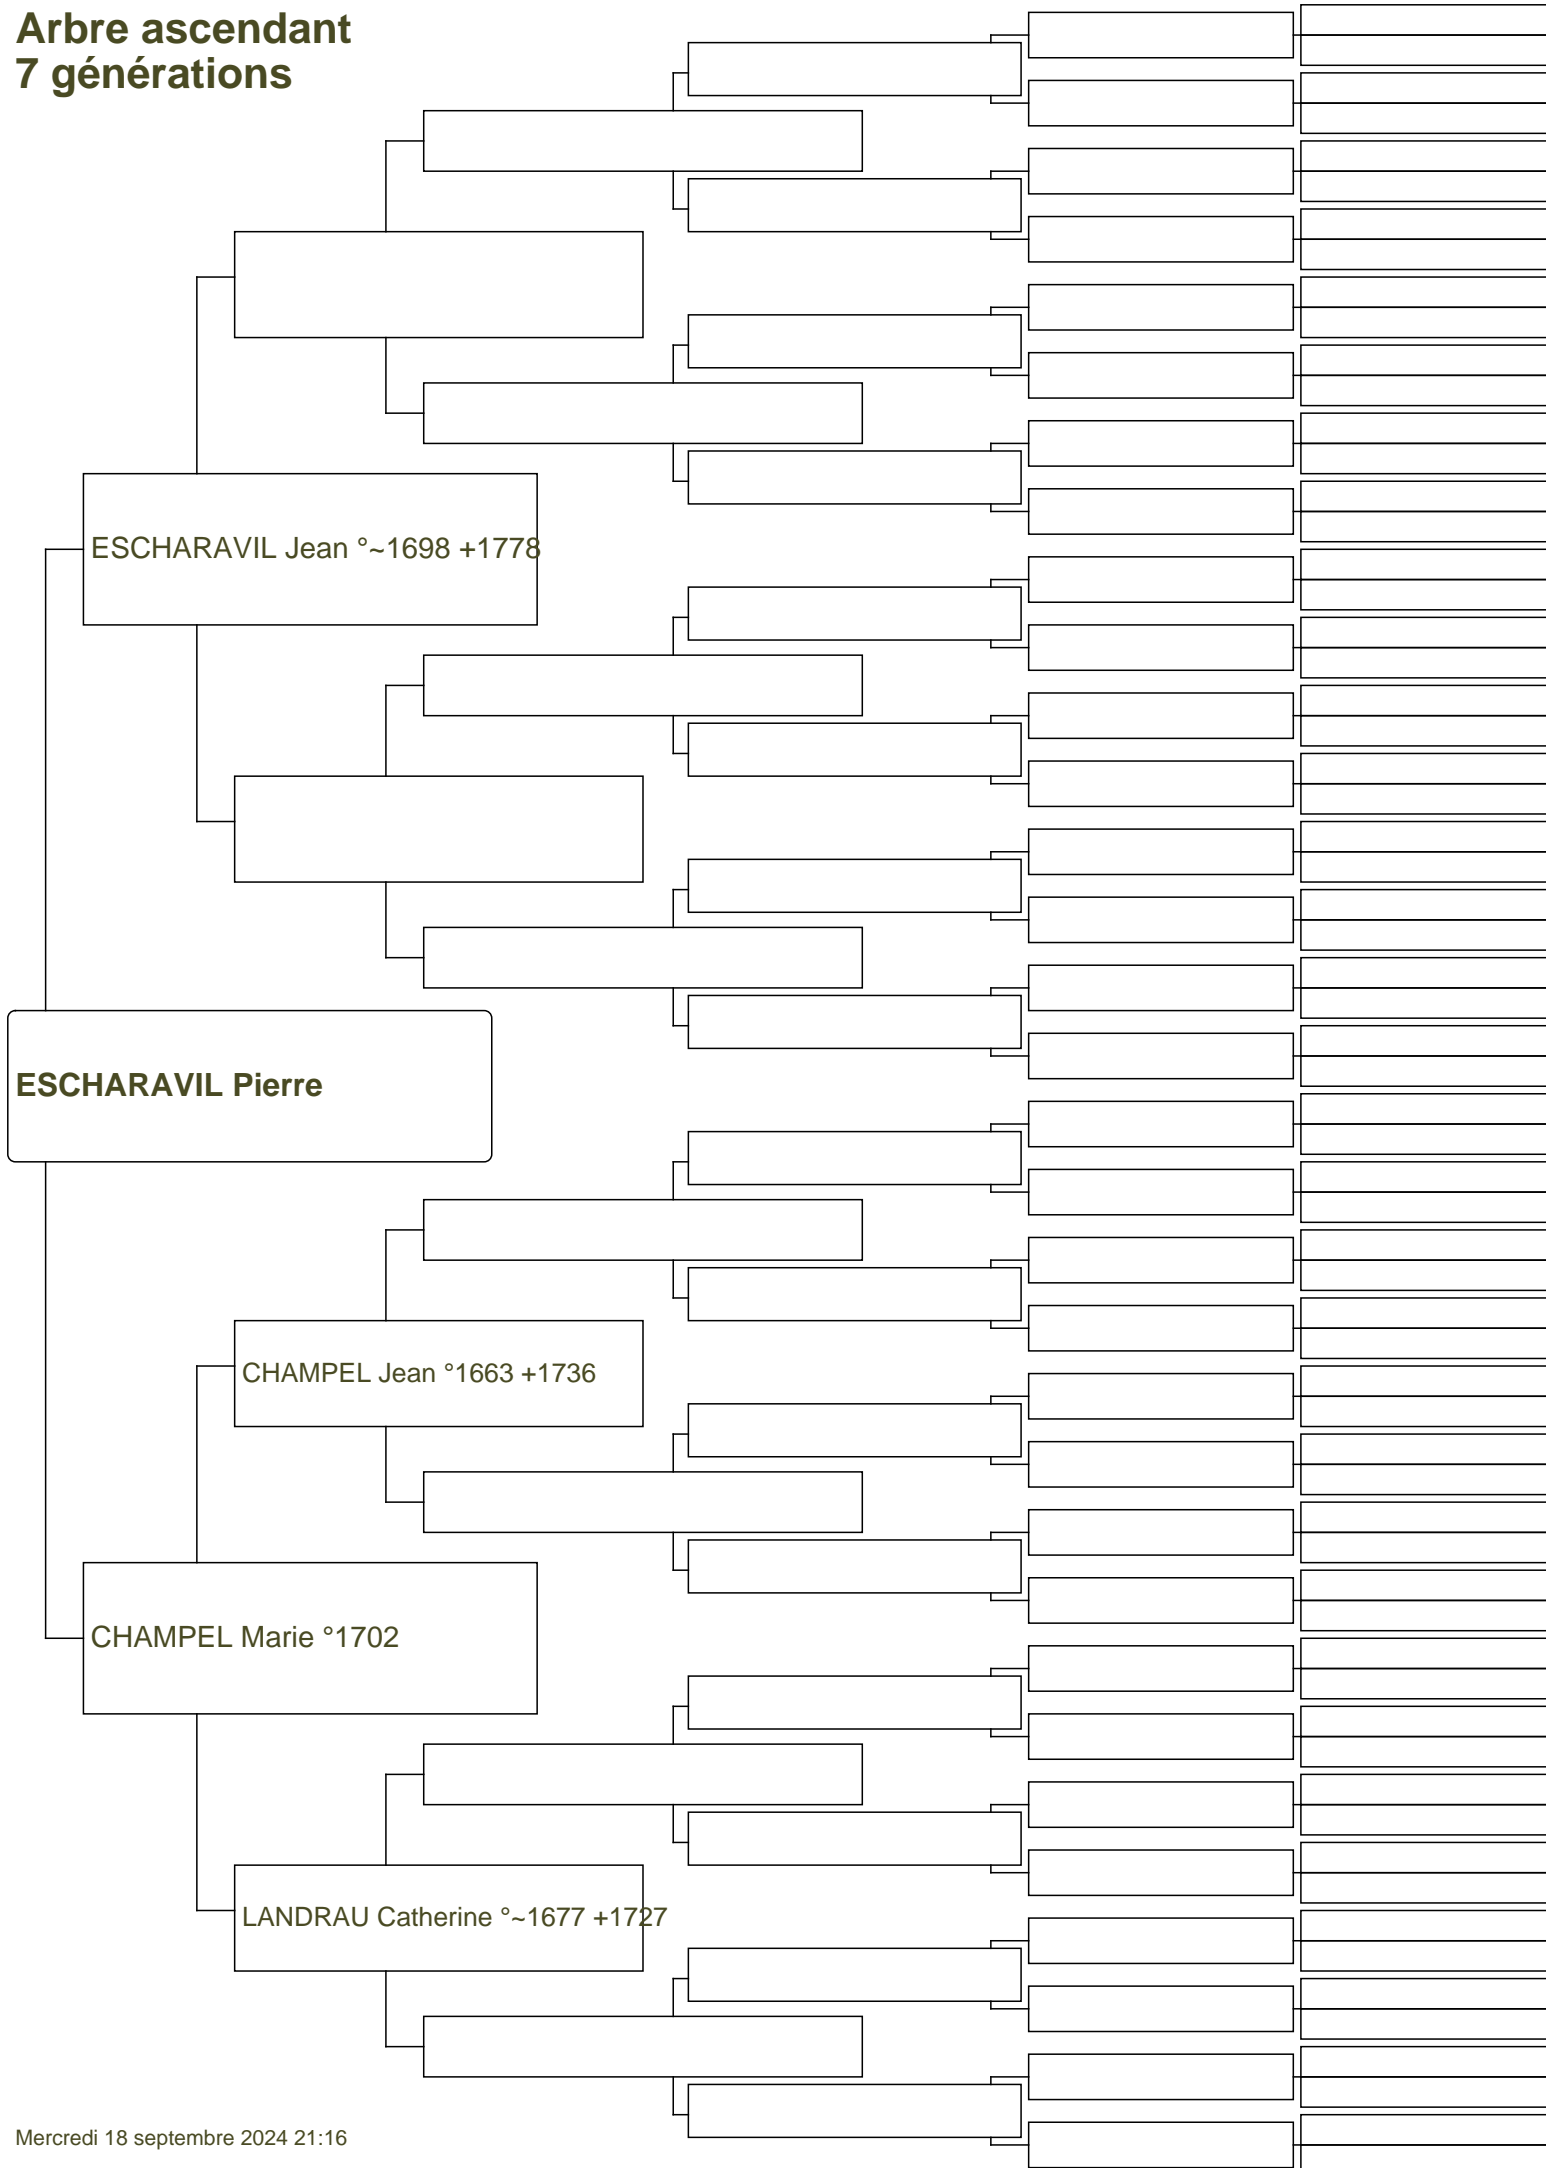 Arbre ascendant
7 générations
ESCHARAVIL Jean °~1698 +1778
ESCHARAVIL Pierre
CHAMPEL Jean °1663 +1736
CHAMPEL Marie °1702
LANDRAU Catherine °~1677 +1727
Mercredi 18 septembre 2024 21:16